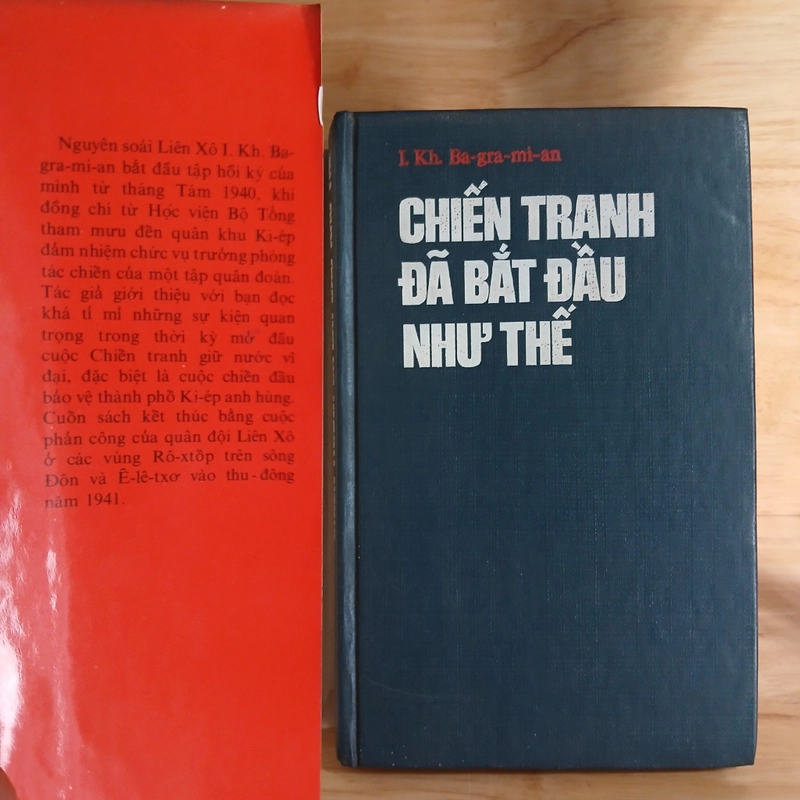 Nguyên soái Liên Xô I. Kh. Ba-
gra-mi-an bắt đầu tập hồi ký của
mình từ tháng Tám 1940, khi
đồng chí từ Học viện Bộ Tổng
tham mưu đến quân khu Ki-ép
đảm nhiệm chức vụ trưởng phòng
tác chiến của một tập quân đoàn.
Tác giả giới thiệu với bạn đọc
khá tỉ mỉ những sự kiện quan
trọng trong thời kỳ mở đầu
cuộc Chiến tranh giữ nước vĩ
đại, đặc biệt là cuộc chiến đấu
bảo vệ thành phố Ki-ép anh hùng.
Cuốn sách kết thúc bằng cuộc
phản công của quân đội Liên Xô
ở các vùng Rô-xtốp trên sông
Đôn và Ê-lê-txơ vào thu-đông
năm 1941.
I. Kh. Ba-gra-mi-an
CHIẾN TRANH
ĐÃ BẮT ĐẦU
NHƯ THẾ